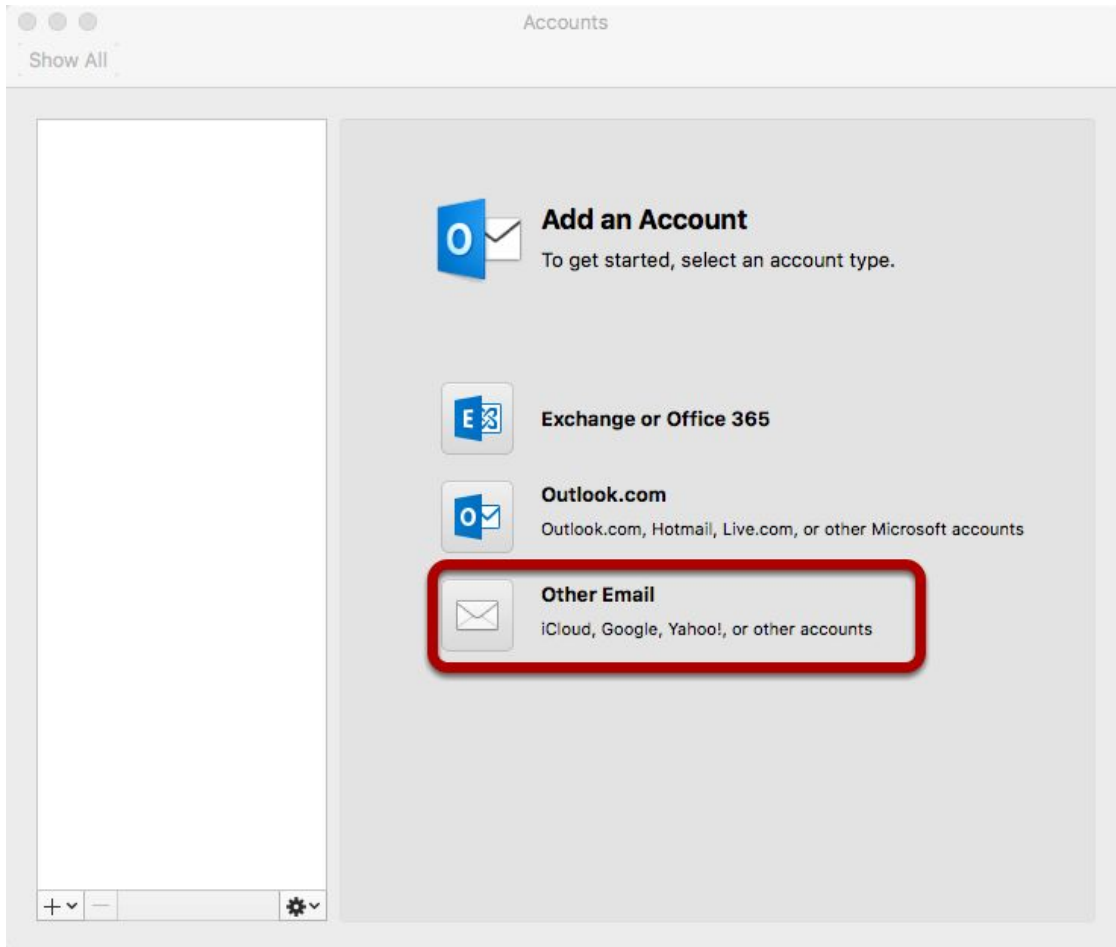 Accounts
Show All
Add an Account
To get started, select an account type.
Exchange or Office 365
Outlook.com
Outlook.com, Hotmail, Live.com, or other Microsoft accounts
Other Email
iCloud, Google, Yahoo!, or other accounts